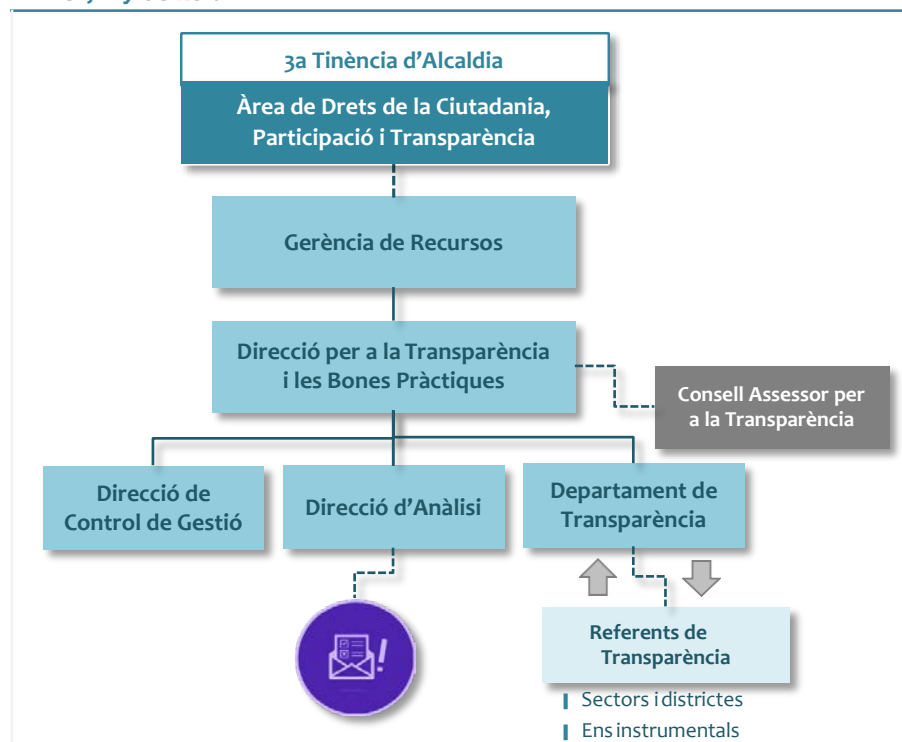 3a Tinència d'Alcaldia
Àrea de Drets de la Ciutadania,
Participació i Transparència
Gerència de Recursos
Direcció per a la Transparència
i les Bones Pràctiques
Consell Assessor per
a la Transparència
Direcció de
Control de Gestió
Direcció d'Anàlisi
Departament de
Transparència
Referents de
Transparència
Sectors i districtes
Ens instrumentals